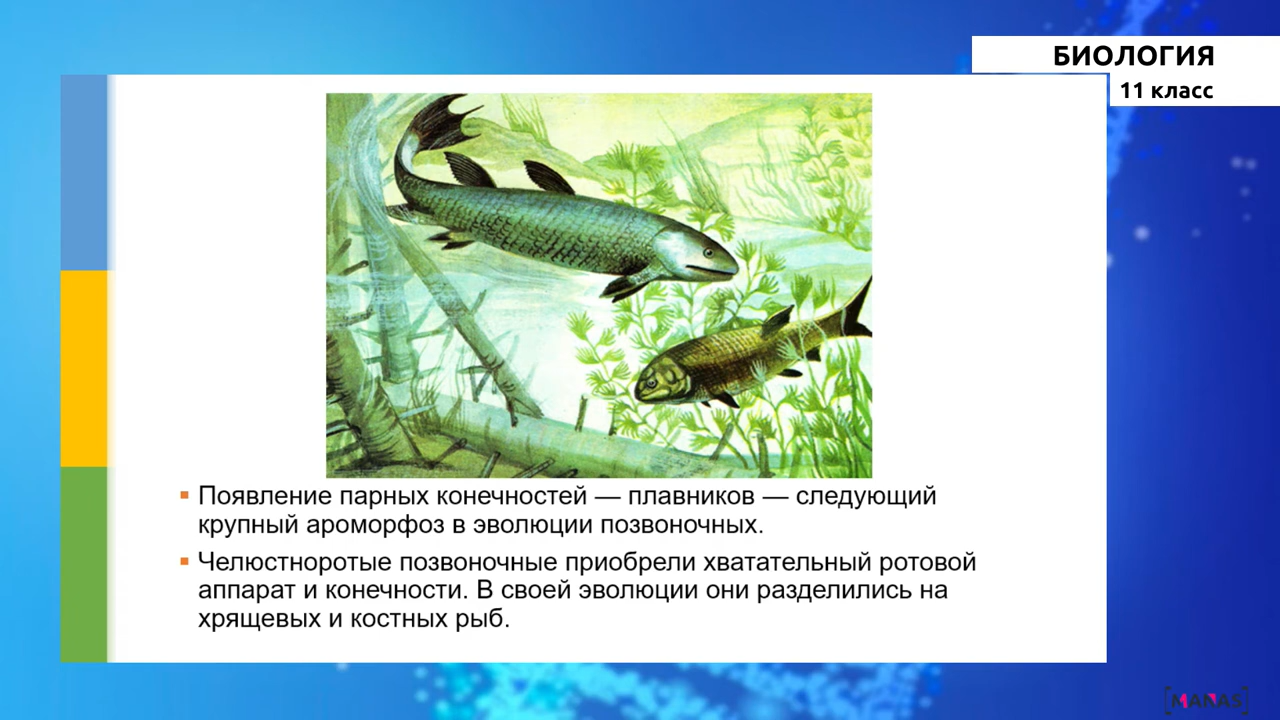 БИОЛОГИЯ
11 класс
Появление парных конечностей — плавников — следующий
крупный ароморфоз в эволюции позвоночных.
Челюстноротые позвоночные приобрели хватательный ротовой
аппарат и конечности. В своей эволюции они разделились на
хрящевых и костных рыб.
[MANAS]